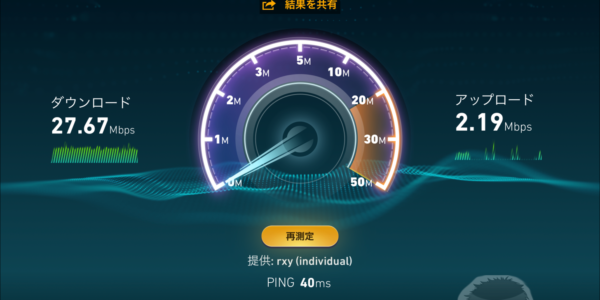 結果を共有
ダウンロード
27.67 Mbps
アップロード
2.19 Mbps
0M
1M
2M
3M
5M
10M
20M
30M
50M
再測定
提供: rxy (individual)
PING 40ms